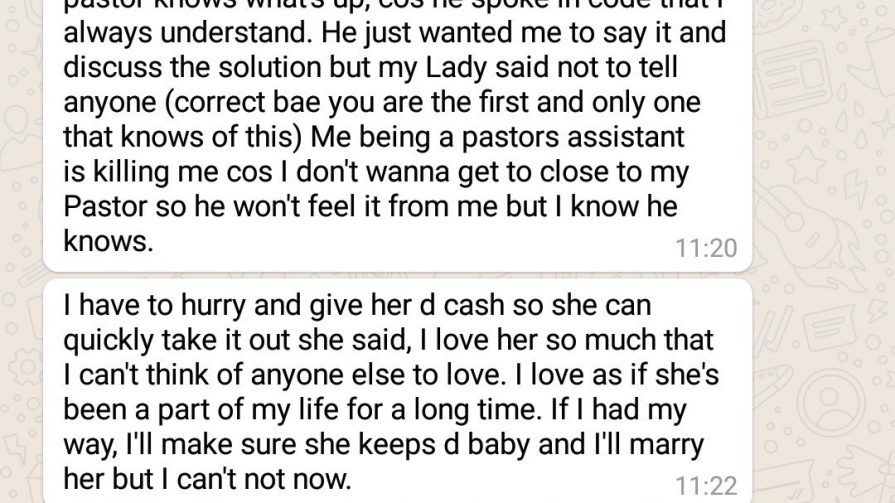 pastor knows what's up, cos he spoke in code that I
always understand. He just wanted me to say it and
discuss the solution but my Lady said not to tell
anyone (correct bae you are the first and only one
that knows of this) Me being a pastors assistant
is killing me cos I don't wanna get to close to my
Pastor so he won't feel it from me but I know he
knows.
11:20
I have to hurry and give her d cash so she can
quickly take it out she said, I love her so much that
I can't think of anyone else to love. I love as if she's
been a part of my life for a long time. If I had my
way, I'll make sure she keeps d baby and I'll marry
her but I can't not now.
11:22